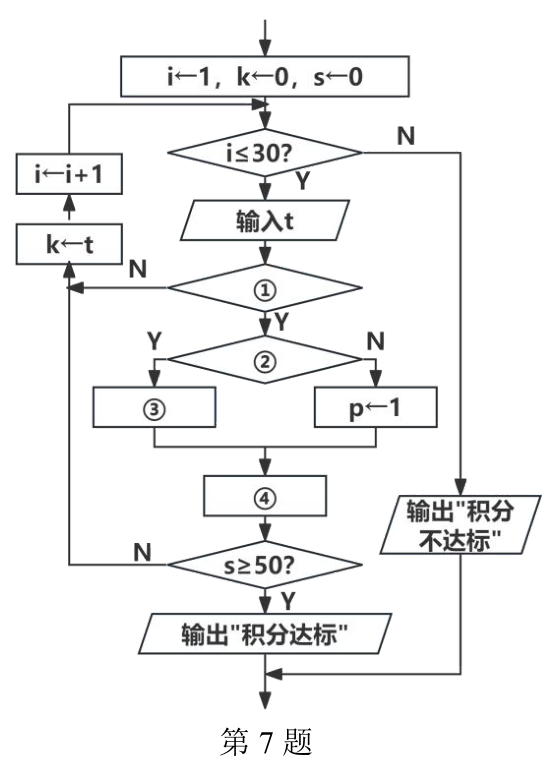 i←1，k←0，s←0
i≤30?
N
Y
i←i+1
输入t
k←t
N
①
Y
Y
②
N
③
p←1
④
输出"积分
不达标"
N
s≥50?
Y
输出"积分达标"
第 7 题